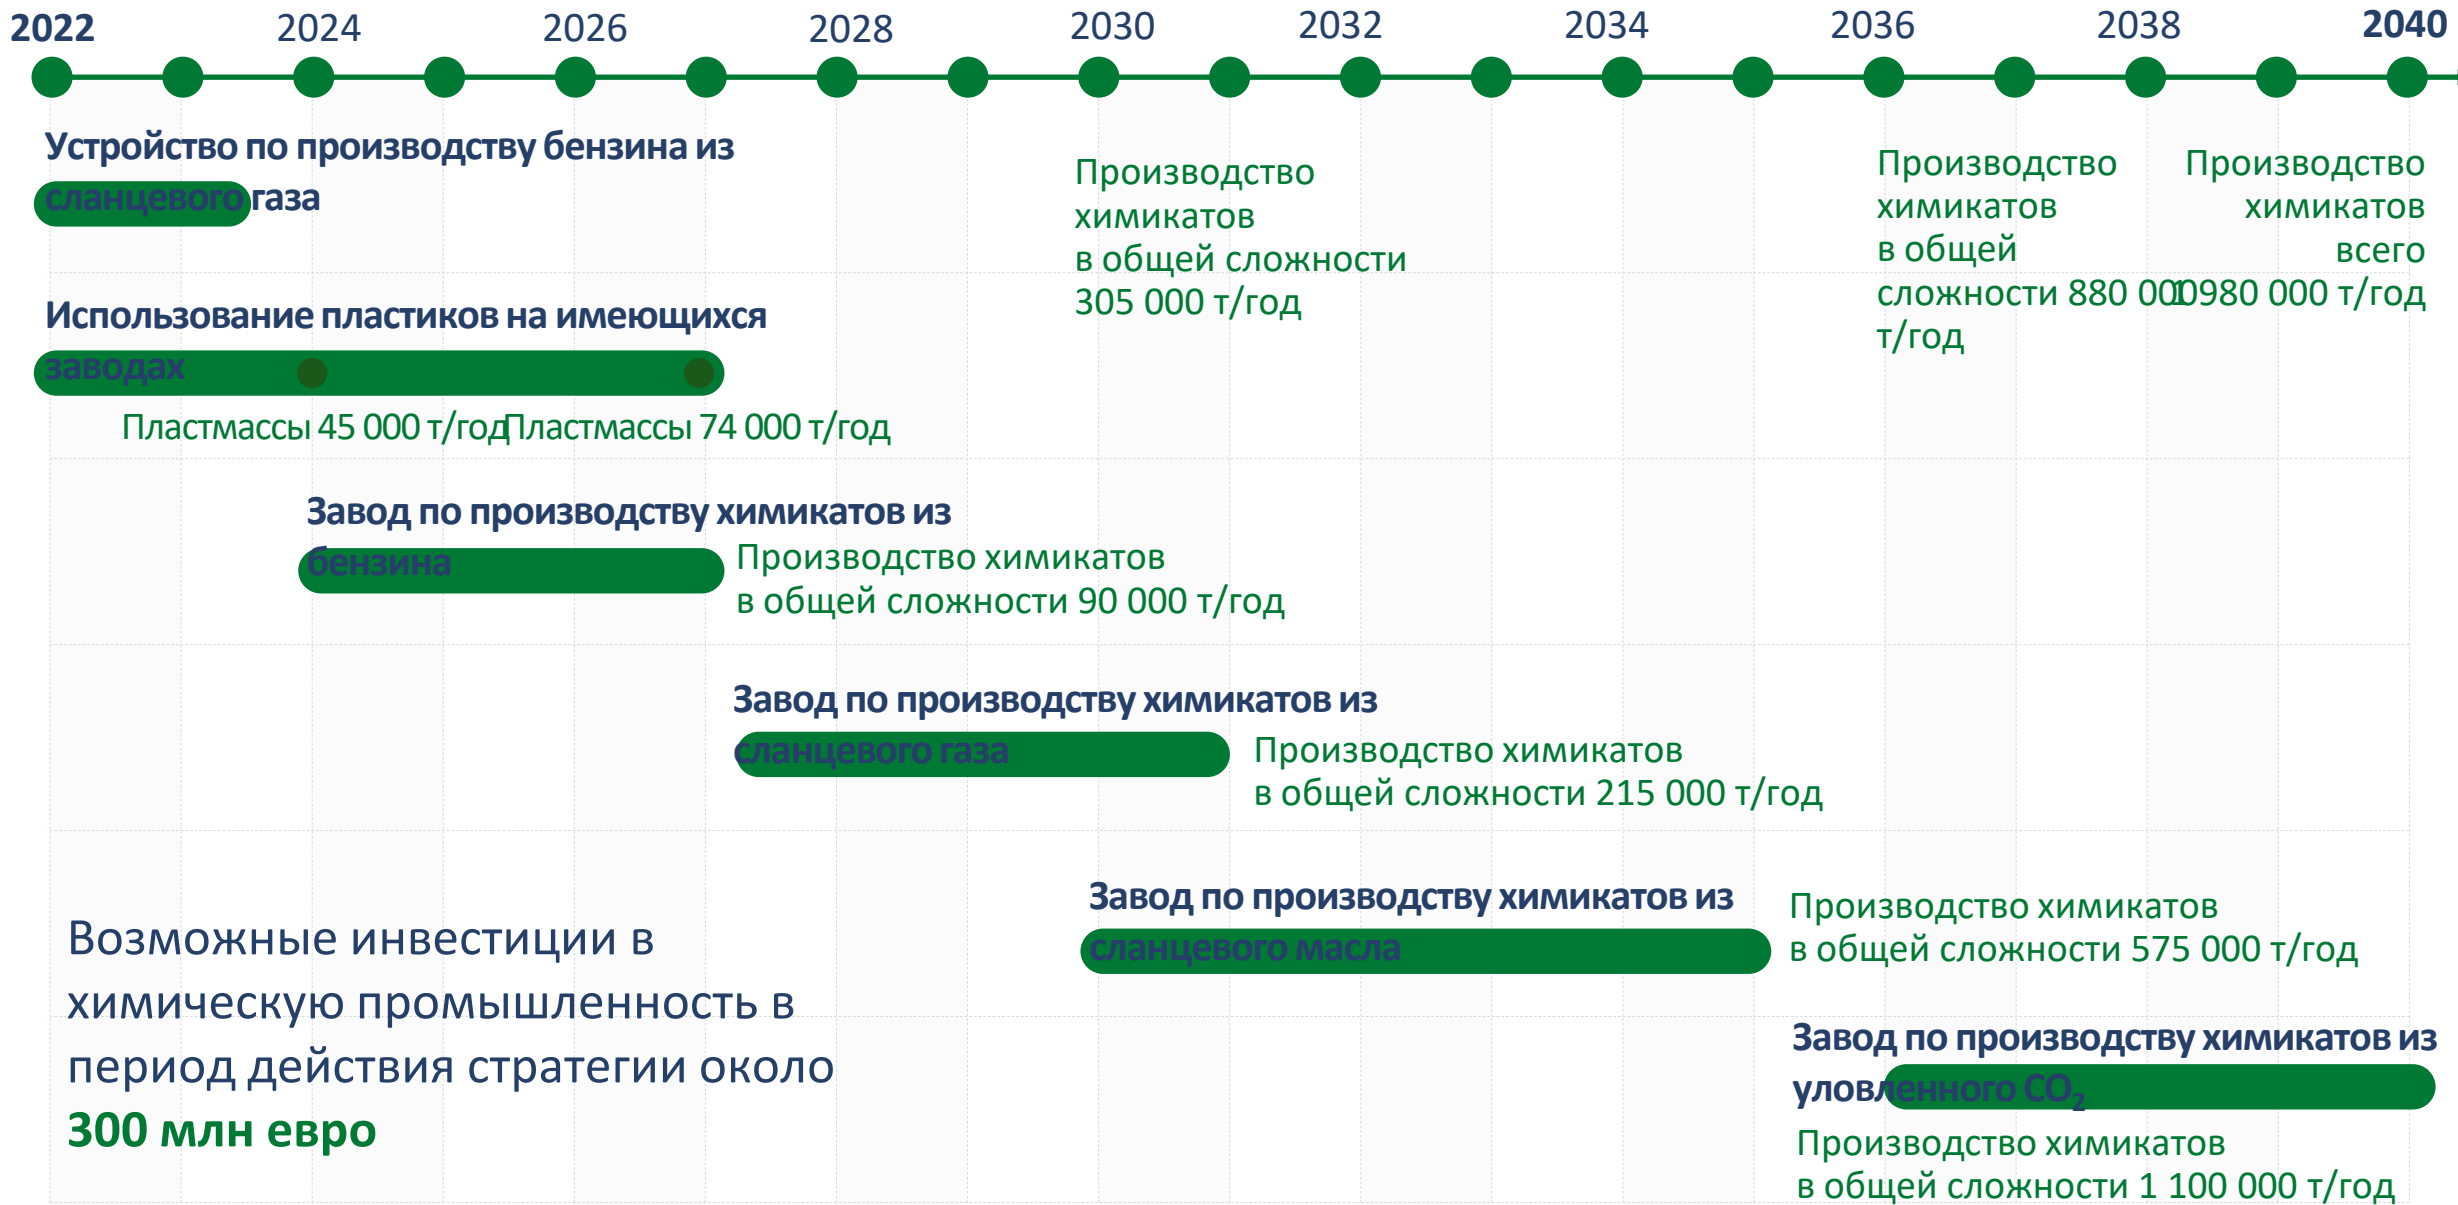 2022 2024 2026 2028 2030 2032 2034 2036 2038 2040
Устройство по производству бензина из
сланцевого газа
Производство
химикатов
в общей сложности
305 000 т/год
Производство
химикатов
в общей
сложности 880 000
т/год
Производство
химикатов
всего
1 980 000 т/год
Использование пластиков на имеющихся
заводах
Пластмассы 45 000 т/год
Пластмассы 74 000 т/год
Завод по производству химикатов из
бензина
Производство химикатов
в общей сложности 90 000 т/год
Завод по производству химикатов из
сланцевого газа
Производство химикатов
в общей сложности 215 000 т/год
Завод по производству химикатов из
сланцевого масла
Производство химикатов
в общей сложности 575 000 т/год
Возможные инвестиции в
химическую промышленность в
период действия стратегии около
300 млн евро
Завод по производству химикатов из
уловленного CO₂
Производство химикатов
в общей сложности 1 100 000 т/год